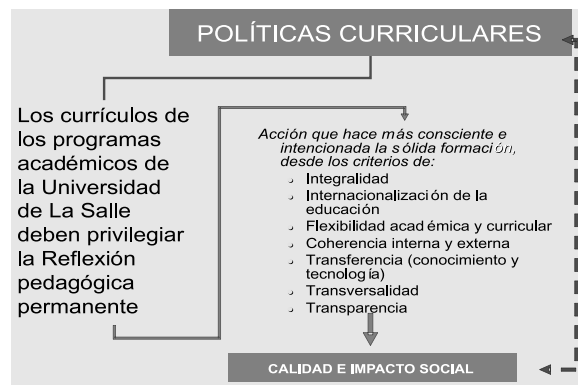 POLÍTICAS CURRICULARES
Los currículos de
los programas
académicos de
la Universidad
de La Salle
deben privilegiar
la Reflexión
pedagógica
permanente
Acción que hace más consciente e
intencionada la sólida formación,
desde los criterios de:
Integralidad
Internacionalización de la
educación
Flexibilidad académica y curricular
Coherencia interna y externa
Transferencia (conocimiento y
tecnología)
Transversalidad
Transparencia
CALIDAD E IMPACTO SOCIAL